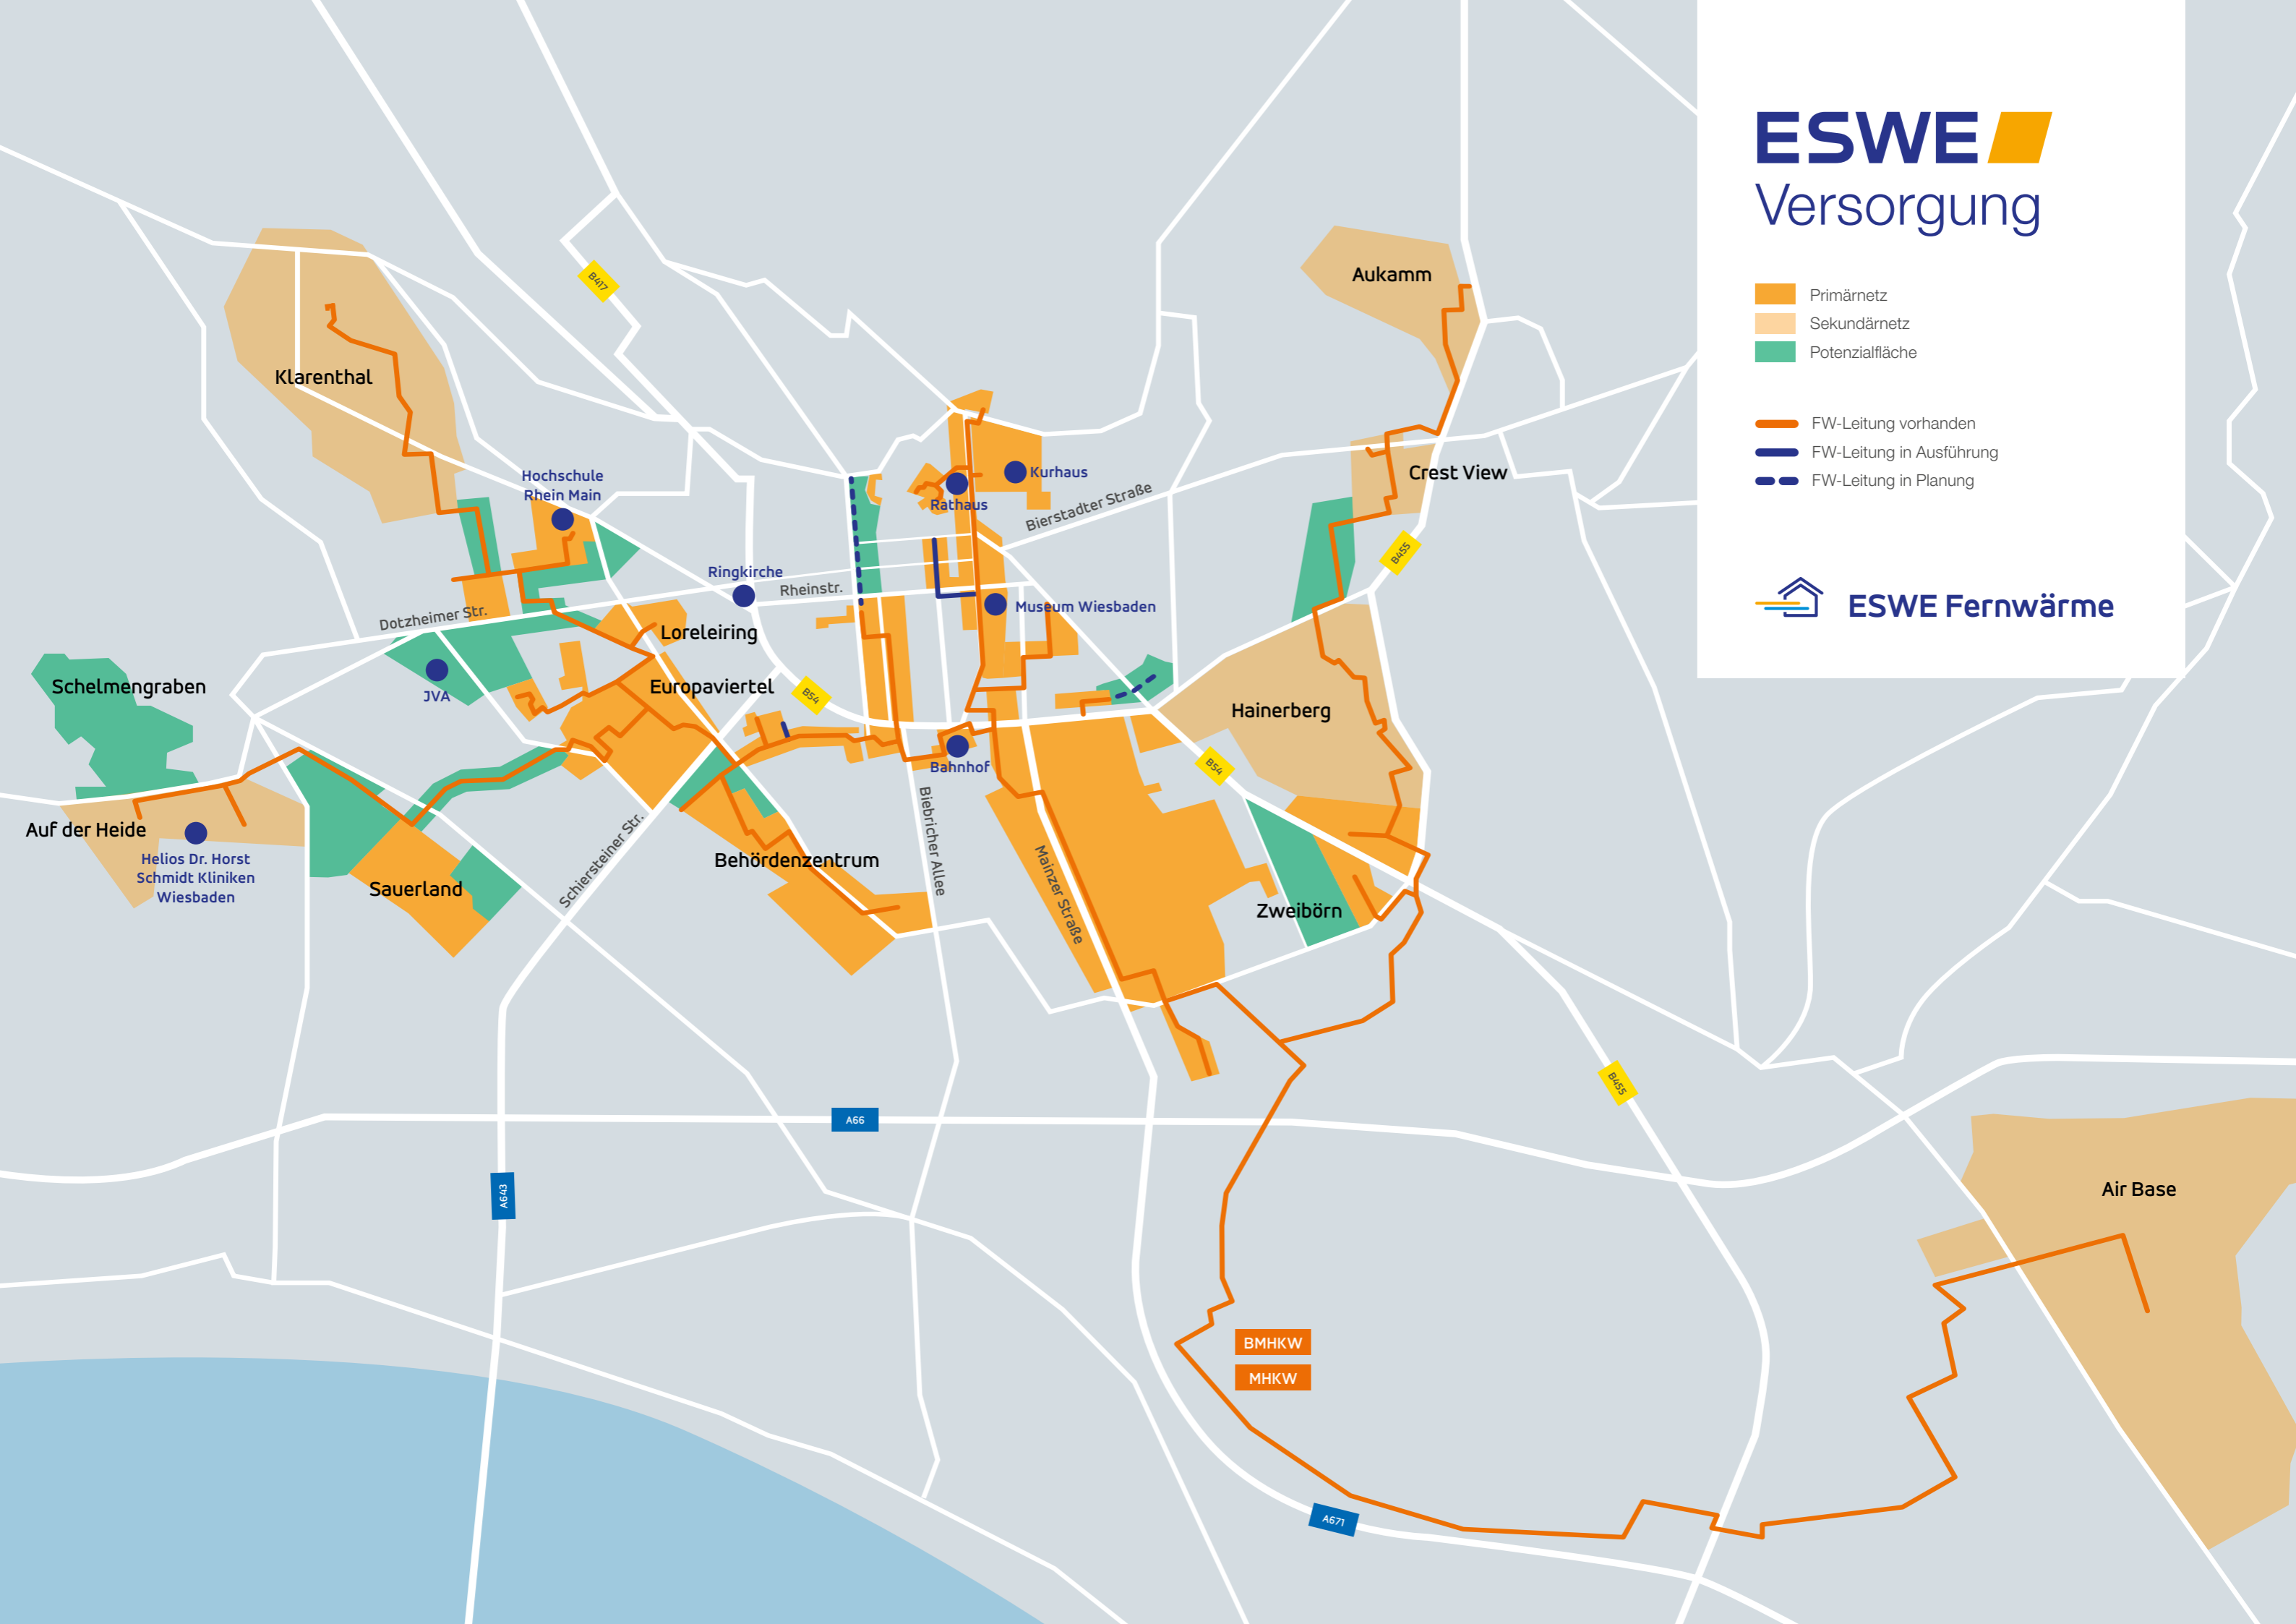 ESWE
Versorgung
Primärnetz
Sekundärnetz
Potenzialfläche
FW-Leitung vorhanden
FW-Leitung in Ausführung
FW-Leitung in Planung
ESWE Fernwärme
B417
Aukamm
Klarenthal
Hochschule
Rhein Main
Kurhaus
Rathaus
Bierstadter Straße
Crest View
B455
Ringkirche
Rheinstr.
Museum Wiesbaden
Dotzheimer Str.
Loreleiring
JVA
Schelmengraben
Europaviertel
B54
Hainerberg
Bahnhof
B54
Auf der Heide
Helios Dr. Horst
Schmidt Kliniken
Wiesbaden
Sauerland
Schiersteiner Str.
Behördenzentrum
Biebricher Allee
Mainzer Straße
Zweibörn
B455
A66
A643
Air Base
BMHKW
MHKW
A671